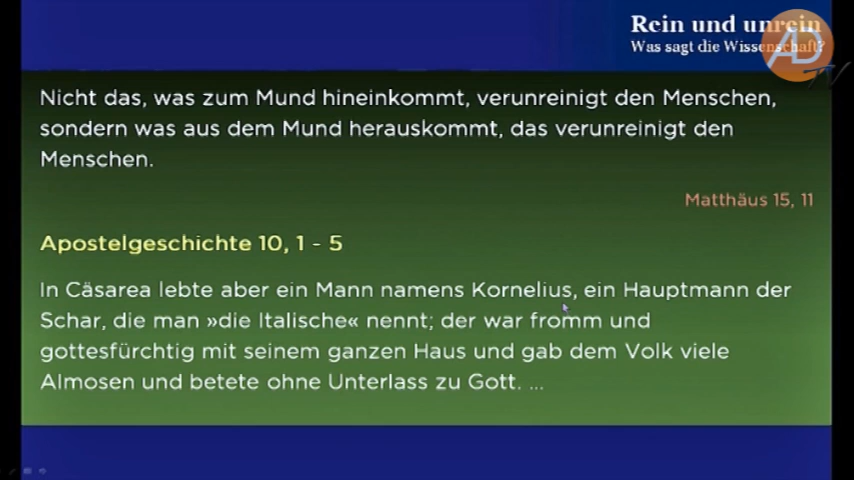 Rein und unrein
Was sagt die Wissenschaft?
AD
TV
Nicht das, was zum Mund hineinkommt, verunreinigt den Menschen,
sondern was aus dem Mund herauskommt, das verunreinigt den
Menschen.
Matthäus 15, 11
Apostelgeschichte 10, 1 - 5
In Cäsarea lebte aber ein Mann namens Kornelius, ein Hauptmann der
Schar, die man »die Italische« nennt; der war fromm und
gottesfürchtig mit seinem ganzen Haus und gab dem Volk viele
Almosen und betete ohne Unterlass zu Gott. ...